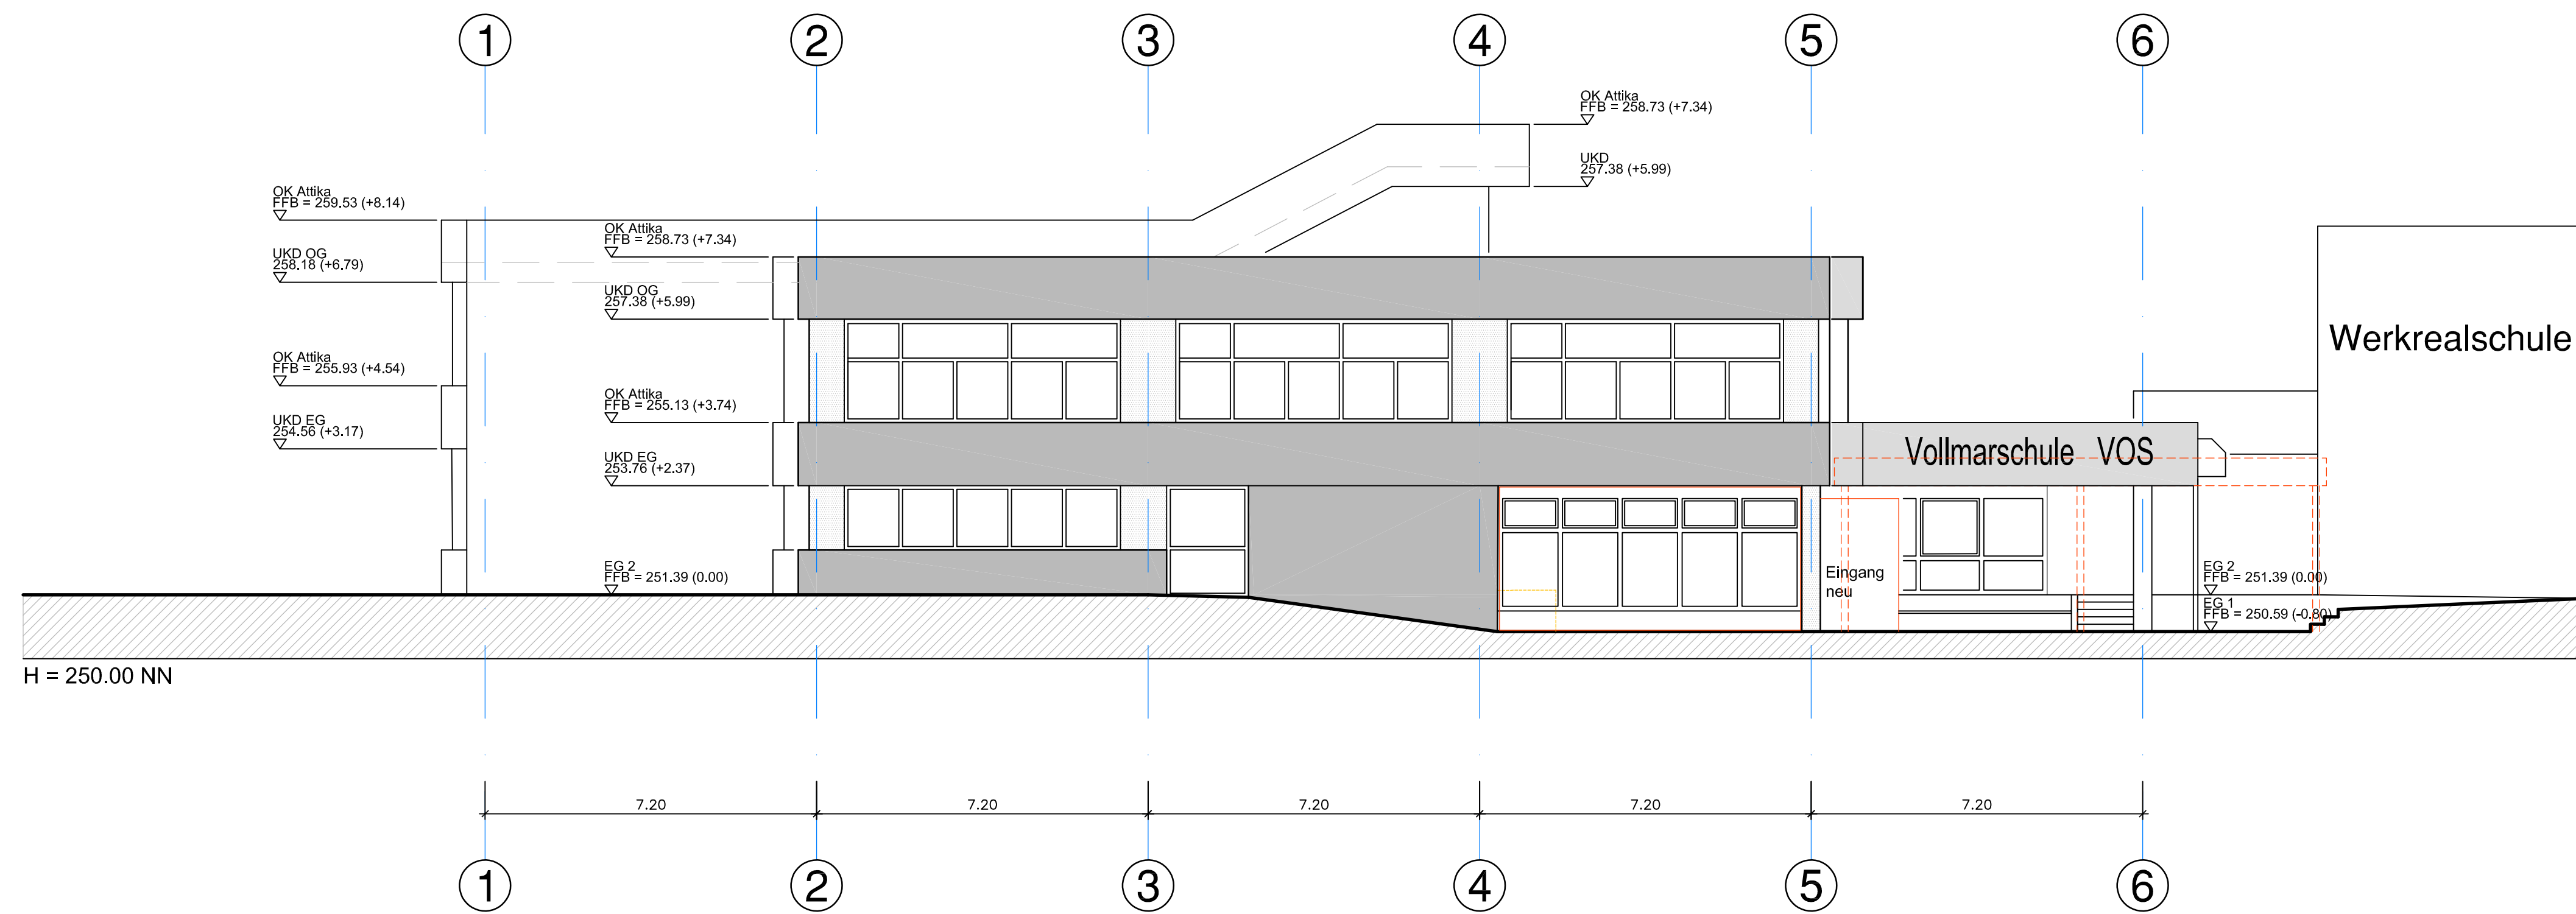 1 2 3 4 5 6
OK Attika
FFB = 258.73 (+7.34)
UKD
257.38 (+5.99)
OK Attika
FFB = 259.53 (+8.14)
UKD OG
258.18 (+6.79)
OK Attika
FFB = 255.93 (+4.54)
UKD EG
254.56 (+3.17)
OK Attika
FFB = 258.73 (+7.34)
UKD OG
257.38 (+5.99)
OK Attika
FFB = 255.13 (+3.74)
UKD EG
253.76 (+2.37)
EG 2
FFB = 251.39 (0.00)
Werkrealschule
Vollmarschule VOS
Eingang
neu
EG 2
FFB = 251.39 (0.00)
EG 1
FFB = 250.59 (-0.80)
H = 250.00 NN
7.20 7.20 7.20 7.20 7.20
1 2 3 4 5 6